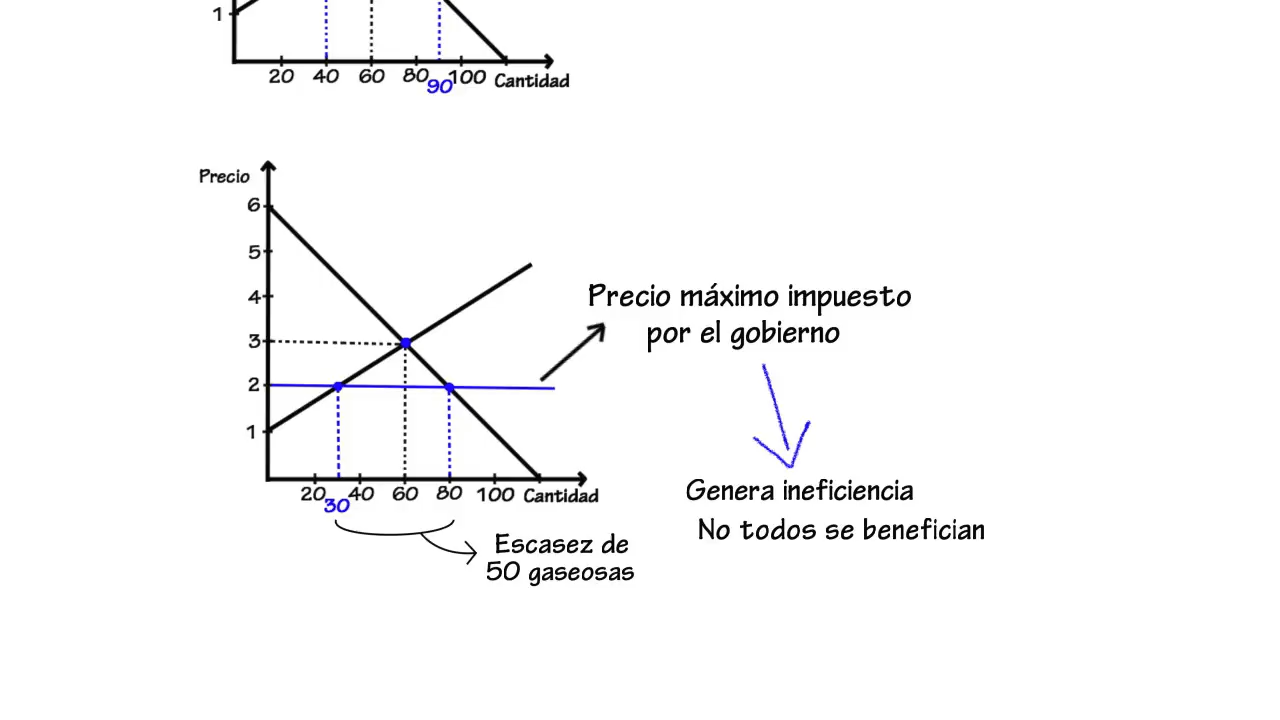 1
20 40 60 80 90 100 Cantidad
Precio
6
5
4
3
2
1
20 30 40 60 80 100 Cantidad
Precio máximo impuesto
por el gobierno
Genera ineficiencia
No todos se benefician
Escasez de
50 gaseosas